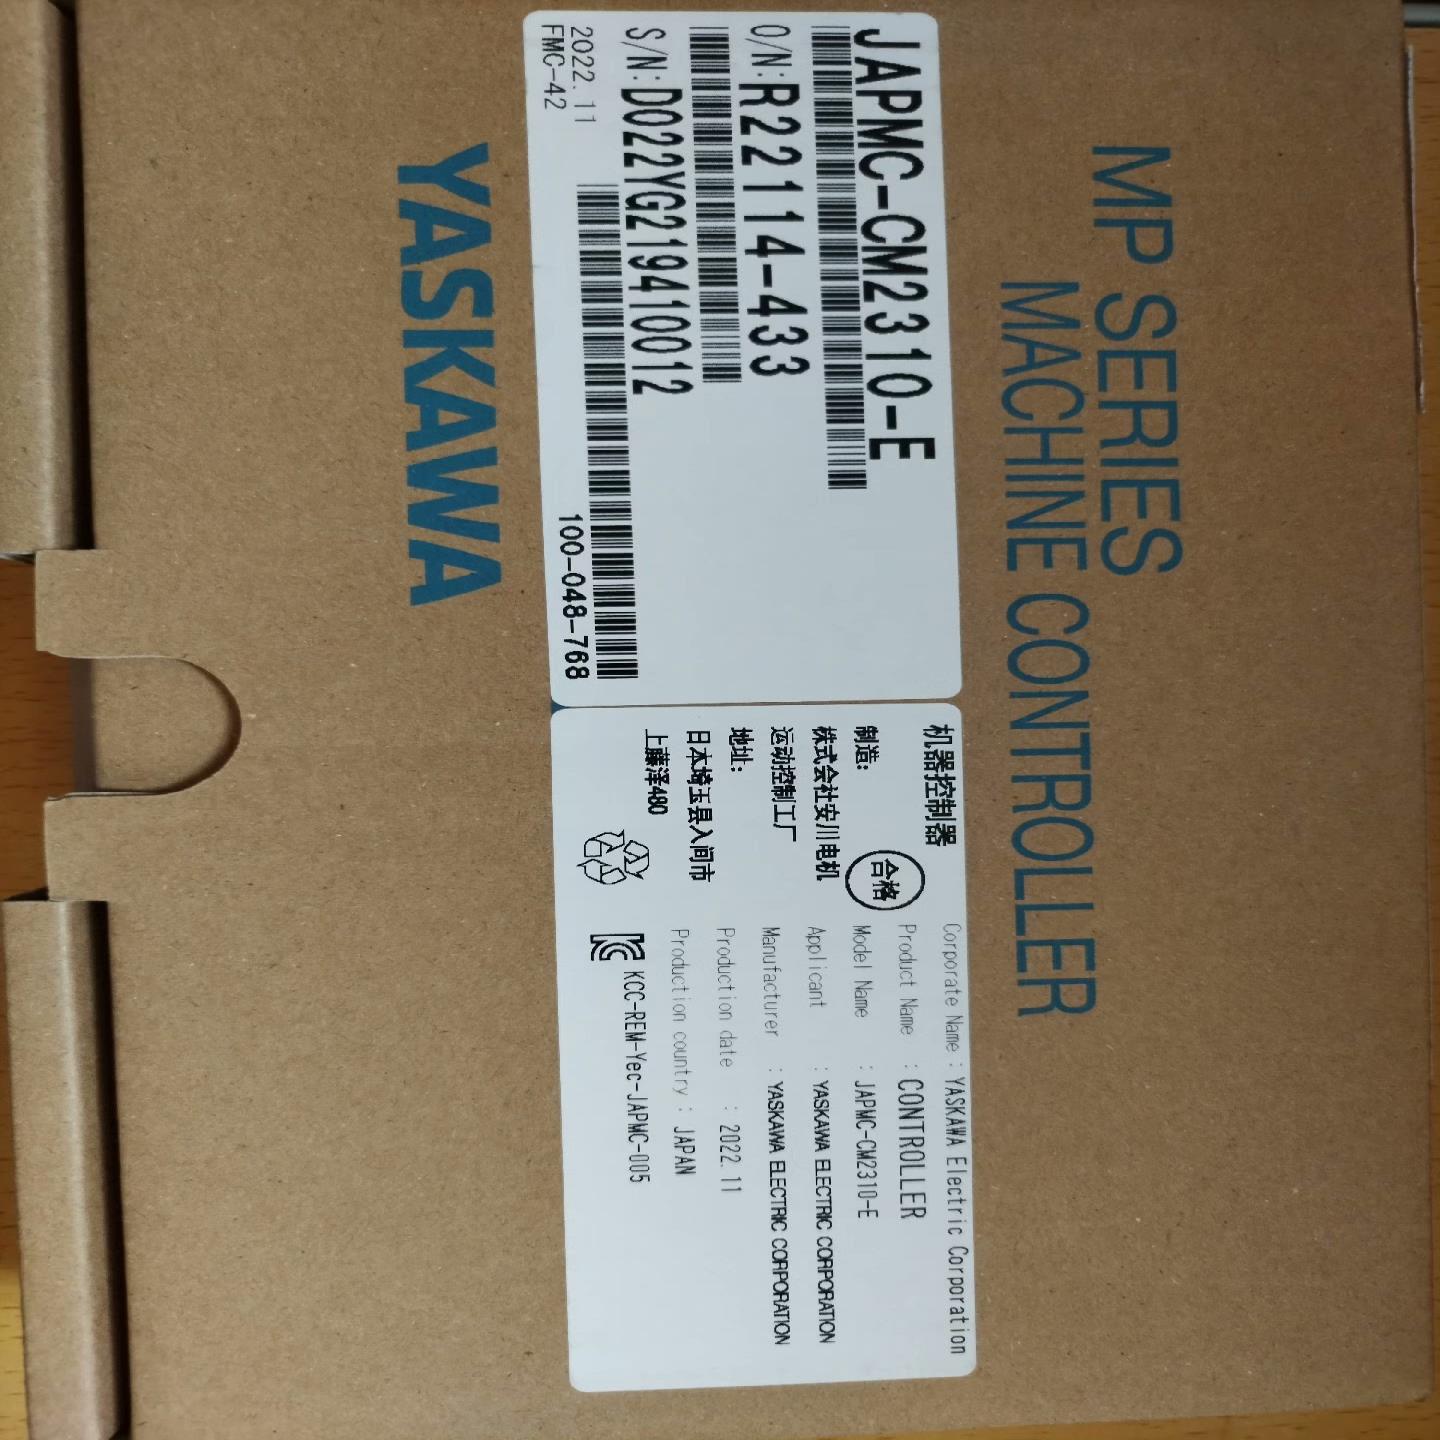 MP SERIES
MACHINE CONTROLLER
JAPMC-CM2310-E
O/N:R22114-433
S/N:D022YG219410012
2022.11
FMC-42
100-048-768
机器控制器
制造:
合格
株式会社安川电机
运动控制工厂
地址:
日本埼玉县入间市
上藤泽480
Corporate Name : YASKAWA Electric Corporation
Product Name : CONTROLLER
Model Name : JAPMC-CM2310-E
Applicant : YASKAWA ELECTRIC CORPORATION
Manufacturer : YASKAWA ELECTRIC CORPORATION
Production date : 2022.11
Production country : JAPAN
KCC-REM-Yec-JAPMC-005
YASKAWA